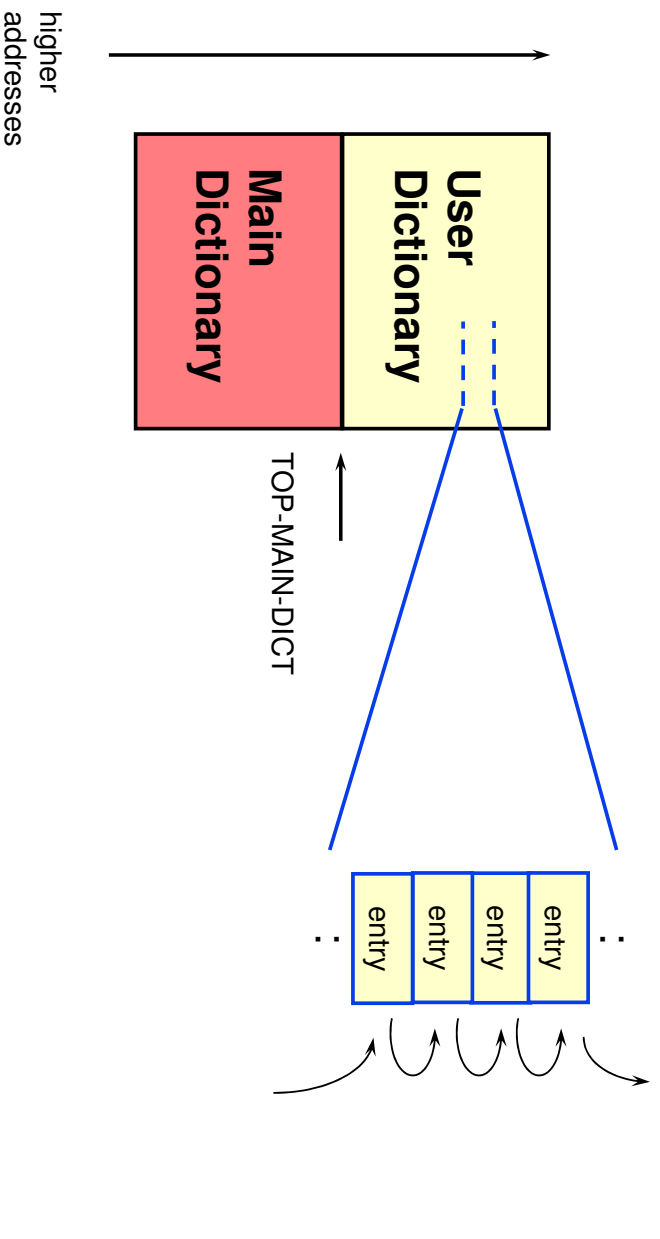 higher
addresses
User
Dictionary
Main
Dictionary
TOP-MAIN-DICT
entry
entry
entry
entry